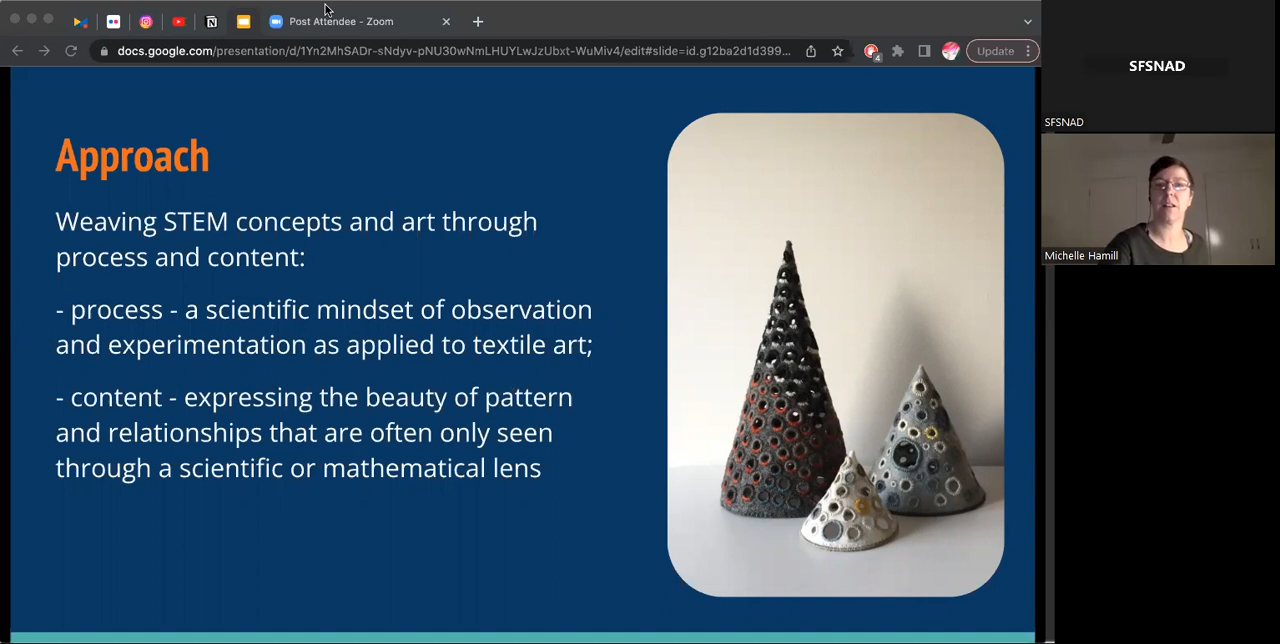 Post Attendee - Zoom
docs.google.com/presentation/d/1Yn2MhSADr-sNdyv-pNU30wNmLHUYLwJzUbxt-WuMiv4/edit#slide=id.g12ba2d1d399...
4
Update
SFSNAD
SFSNAD
Michelle Hamill
Approach
Weaving STEM concepts and art through
process and content:
- process - a scientific mindset of observation
and experimentation as applied to textile art;
- content - expressing the beauty of pattern
and relationships that are often only seen
through a scientific or mathematical lens